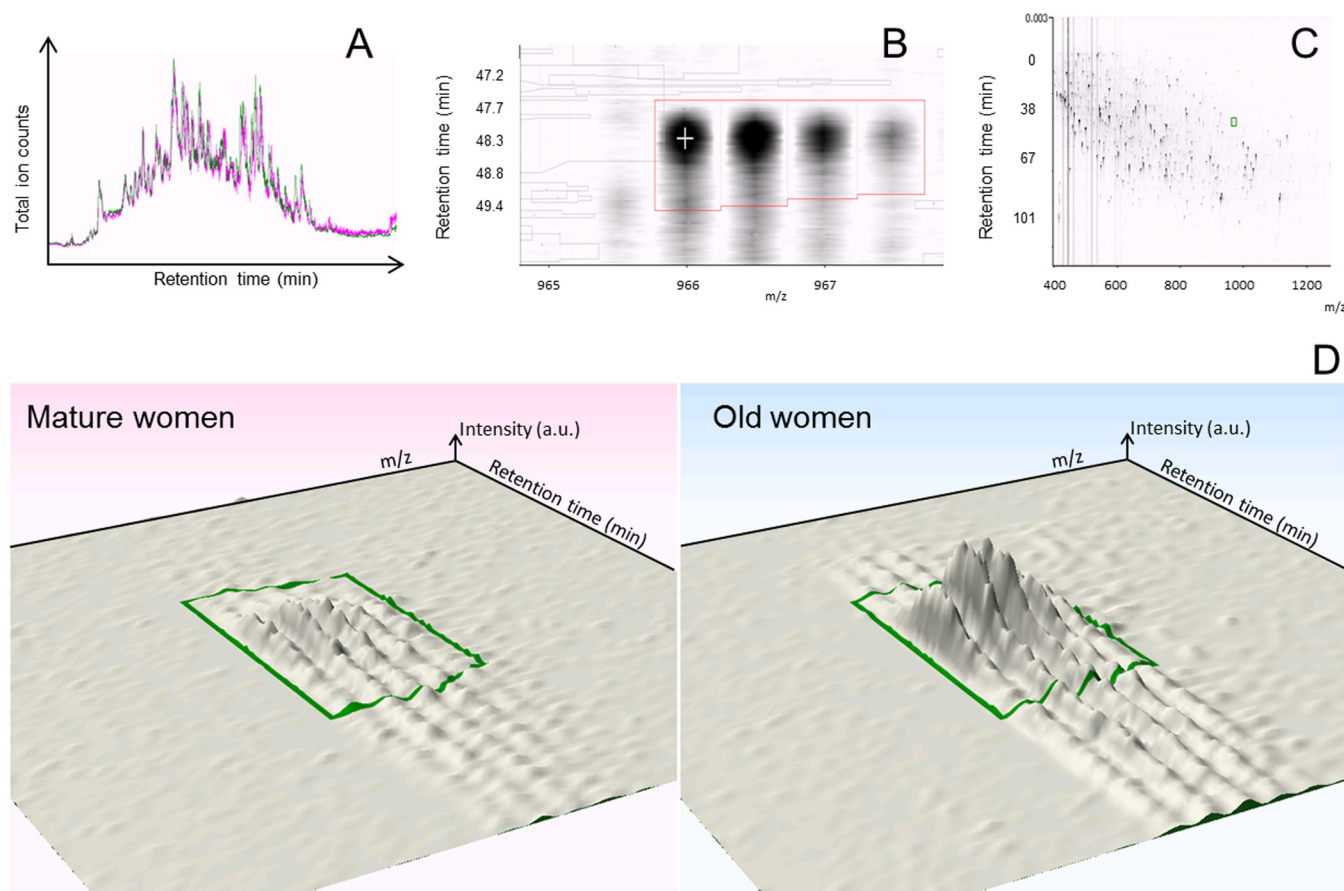 A
Total ion counts
Retention time (min)
B
Retention time (min)
47.2
47.7
48.3
48.8
49.4
965
966
967
m/z
C
Retention time (min)
0.003
0
38
67
101
400
600
800
1000
1200
m/z
D
Mature women
Intensity (a.u.)
m/z
Retention time (min)
Old women
Intensity (a.u.)
m/z
Retention time (min)